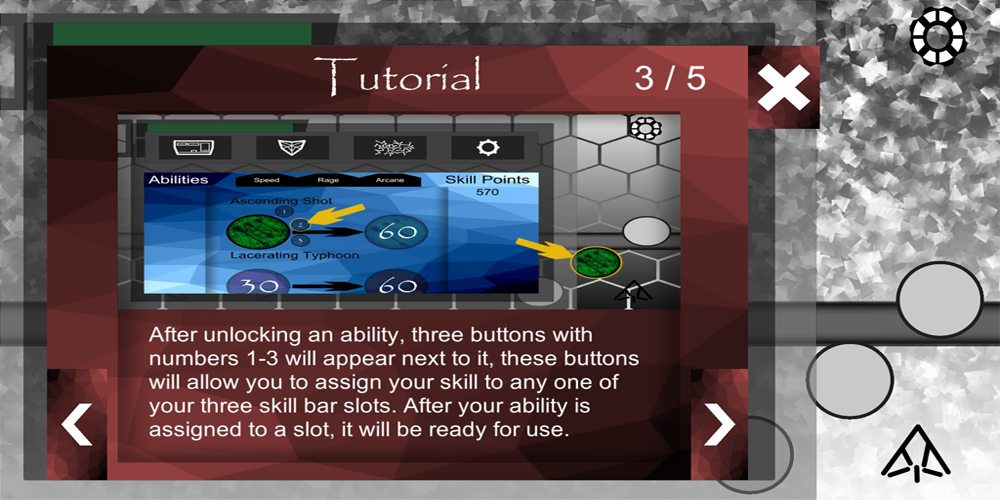 Tutorial
3 / 5
Abilities
Speed Rage Arcane
Skill Points
570
Ascending Shot
1
2
3
60
Lacerating Typhoon
30
60
After unlocking an ability, three buttons with
numbers 1-3 will appear next to it, these buttons
will allow you to assign your skill to any one of
your three skill bar slots. After your ability is
assigned to a slot, it will be ready for use.